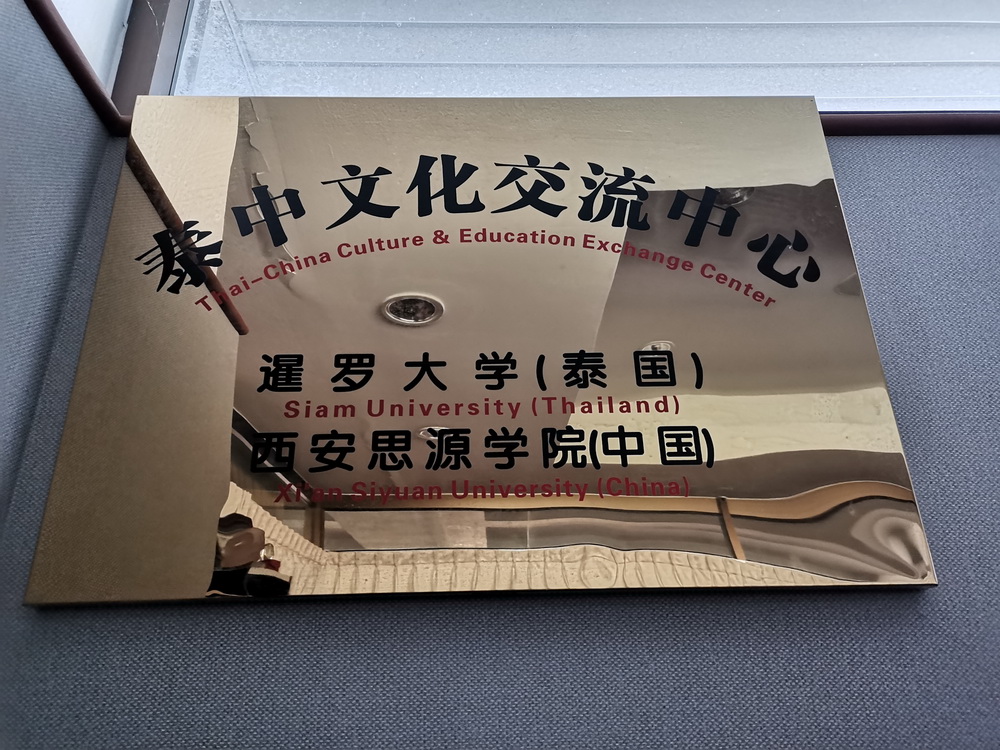 泰中文化交流中心
Thai-China Culture & Education Exchange Center
暹罗大学(泰国)
Siam University (Thailand)
西安思源学院(中国)
Xi'an Siyuan University (China)